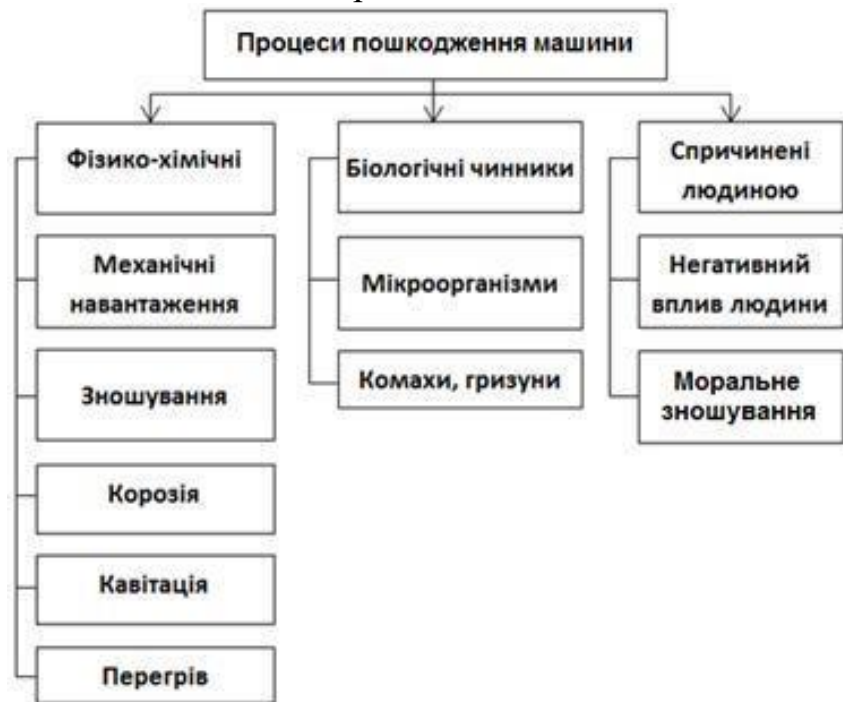 Процеси пошкодження машини
Фізико-хімічні
Механічні
навантаження
Зношування
Корозія
Кавітація
Перегрів
Біологічні чинники
Мікроорганізми
Комахи, гризуни
Спричинені
людиною
Негативний
вплив людини
Моральне
зношування